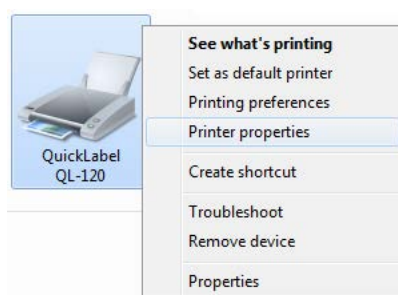 See what's printing
Set as default printer
Printing preferences
Printer properties
QuickLabel
QL-120
Create shortcut
Troubleshoot
Remove device
Properties